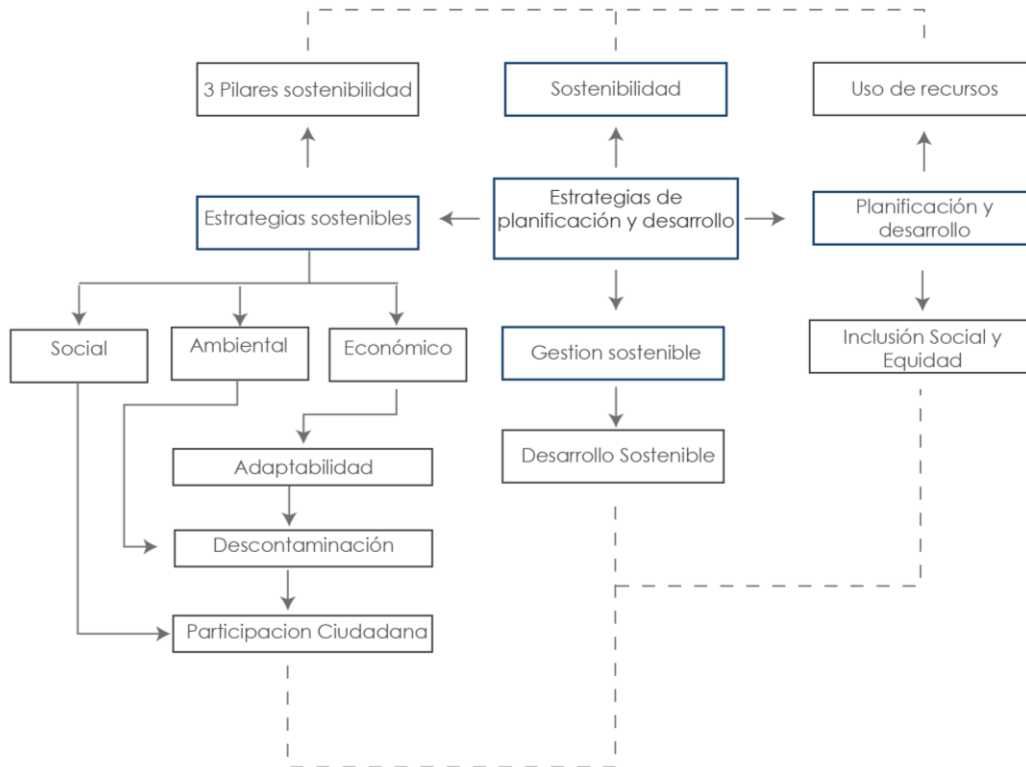 3 Pilares sostenibilidad
Sostenibilidad
Uso de recursos
Estrategias sostenibles
Estrategias de
planificación y desarrollo
Planificación y
desarrollo
Social
Ambiental
Económico
Gestion sostenible
Inclusión Social y
Equidad
Adaptabilidad
Desarrollo Sostenible
Descontaminación
Participacion Ciudadana